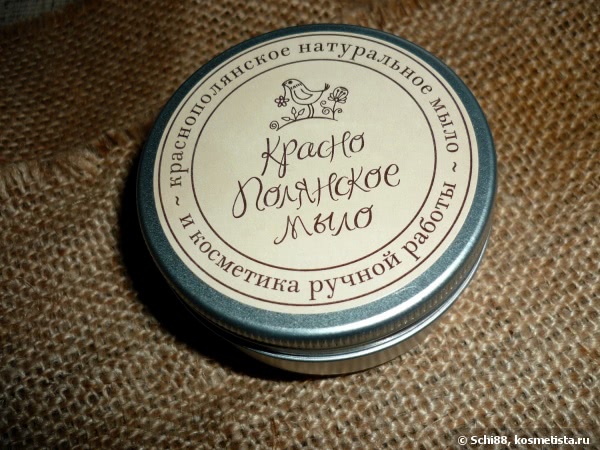 ~ краснополянское натуральное мыло ~
и косметика ручной работы
Красно
Полянское
мыло
© Schi88, kosmetista.ru